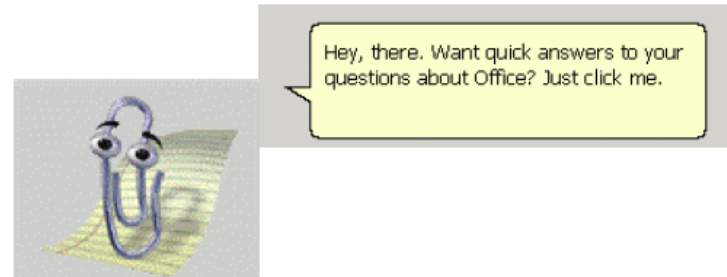 Hey, there. Want quick answers to your
questions about Office? Just click me.